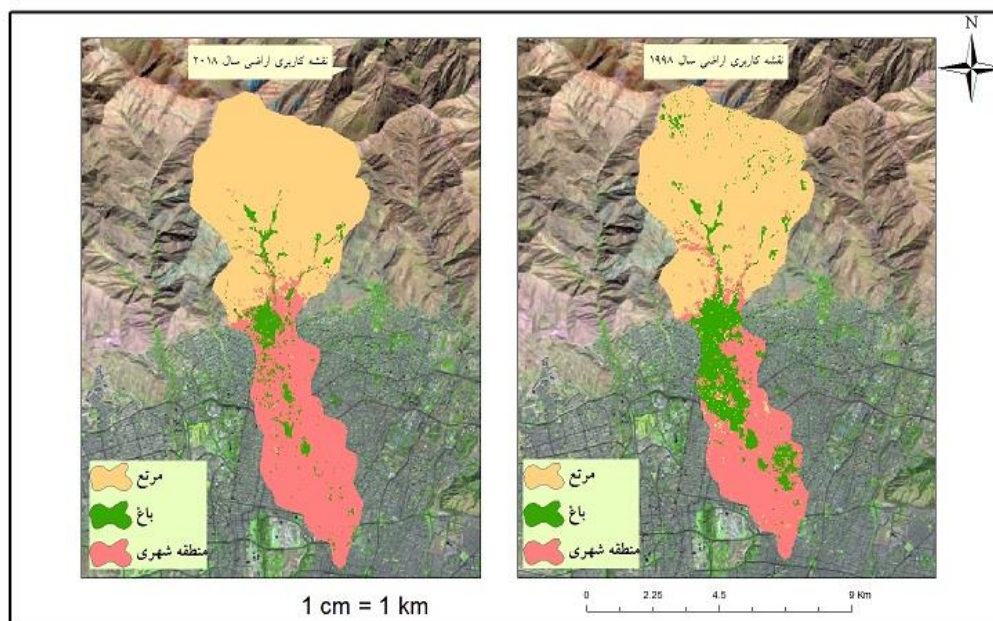 N
نقشه کاربری اراضی سال ۱۹۹۸
نقشه کاربری اراضی سال ۲۰۱۸
مرتع
باغ
منطقه شهری
مرتع
باغ
منطقه شهری
1 cm = 1 km
0 2.25 4.5 9 Km